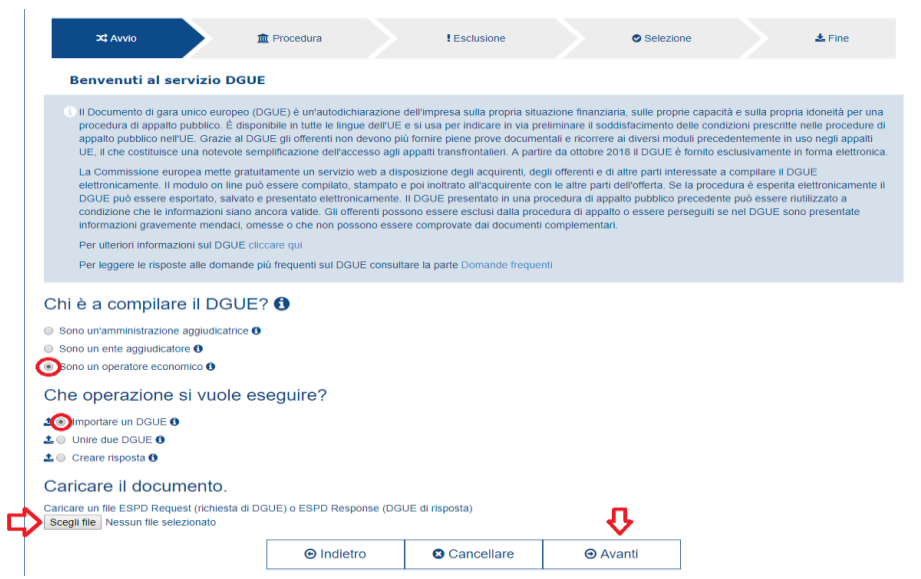 Avvio
Procedura
Esclusione
Selezione
Fine
Benvenuti al servizio DGUE
Il Documento di gara unico europeo (DGUE) è un'autodichiarazione dell'impresa sulla propria situazione finanziaria, sulle proprie capacità e sulla propria idoneità per una
procedura di appalto pubblico. É disponibile in tutte le lingue dell'UE e si usa per indicare in via preliminare il soddisfacimento delle condizioni prescritte nelle procedure di
appalto pubblico nell'UE. Grazie al DGUE gli offerenti non devono più fornire piene prove documentali e ricorrere ai diversi moduli precedentemente in uso negli appalti
UE, il che costituisce una notevole semplificazione dell'accesso agli appalti transfrontalieri. A partire da ottobre 2018 il DGUE è fornito esclusivamente in forma elettronica.
La Commissione europea mette gratuitamente un servizio web a disposizione degli acquirenti, degli offerenti e di altre parti interessate a compilare il DGUE
elettronicamente. Il modulo on line può essere compilato, stampato e poi inoltrato all'acquirente con le altre parti dell'offerta. Se la procedura è esperita elettronicamente il
DGUE può essere esportato, salvato e presentato elettronicamente. Il DGUE presentato in una procedura di appalto pubblico precedente può essere riutilizzato a
condizione che le informazioni siano ancora valide. Gli offerenti possono essere esclusi dalla procedura di appalto o essere perseguiti se nel DGUE sono presentate
informazioni gravemente mendaci, omesse o che non possono essere comprovate dai documenti complementari.
Per ulteriori informazioni sul DGUE cliccare qui
Per leggere le risposte alle domande più frequenti sul DGUE consultare la parte Domande frequenti
Chi è a compilare il DGUE?
Sono un'amministrazione aggiudicatrice
Sono un ente aggiudicatore
Sono un operatore economico
Che operazione si vuole eseguire?
Importare un DGUE
Unire due DGUE
Creare risposta
Caricare il documento.
Caricare un file ESPD Request (richiesta di DGUE) o ESPD Response (DGUE di risposta)
Scegli file Nessun file selezionato
Indietro
Cancellare
Avanti